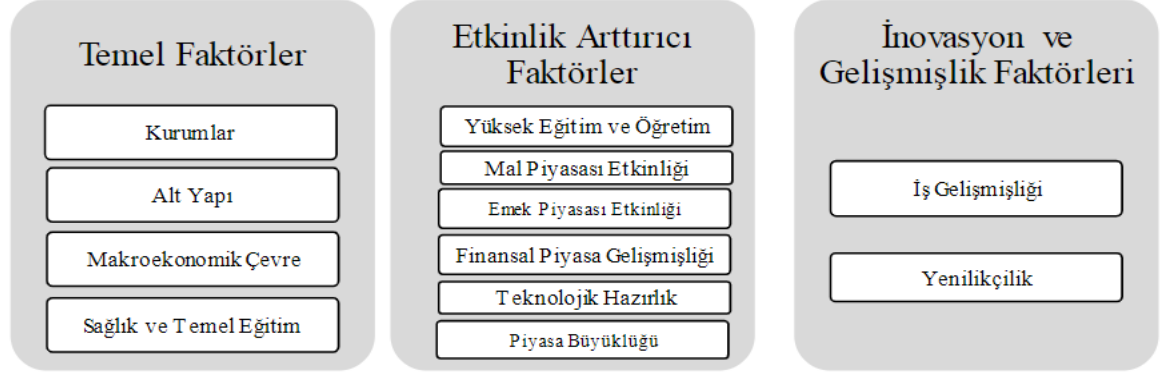 Temel Faktörler
Kurumlar
Alt Yapı
Makroekonomik Çevre
Sağlık ve Temel Eğitim
Etkinlik Arttırıcı
Faktörler
Yüksek Eğitim ve Öğretim
Mal Piyasası Etkinliği
Emek Piyasası Etkinliği
Finansal Piyasa Gelişmişliği
Teknolojik Hazırlık
Piyasa Büyüklüğü
İnovasyon ve
Gelişmişlik Faktörleri
İş Gelişmişliği
Yenilikçilik